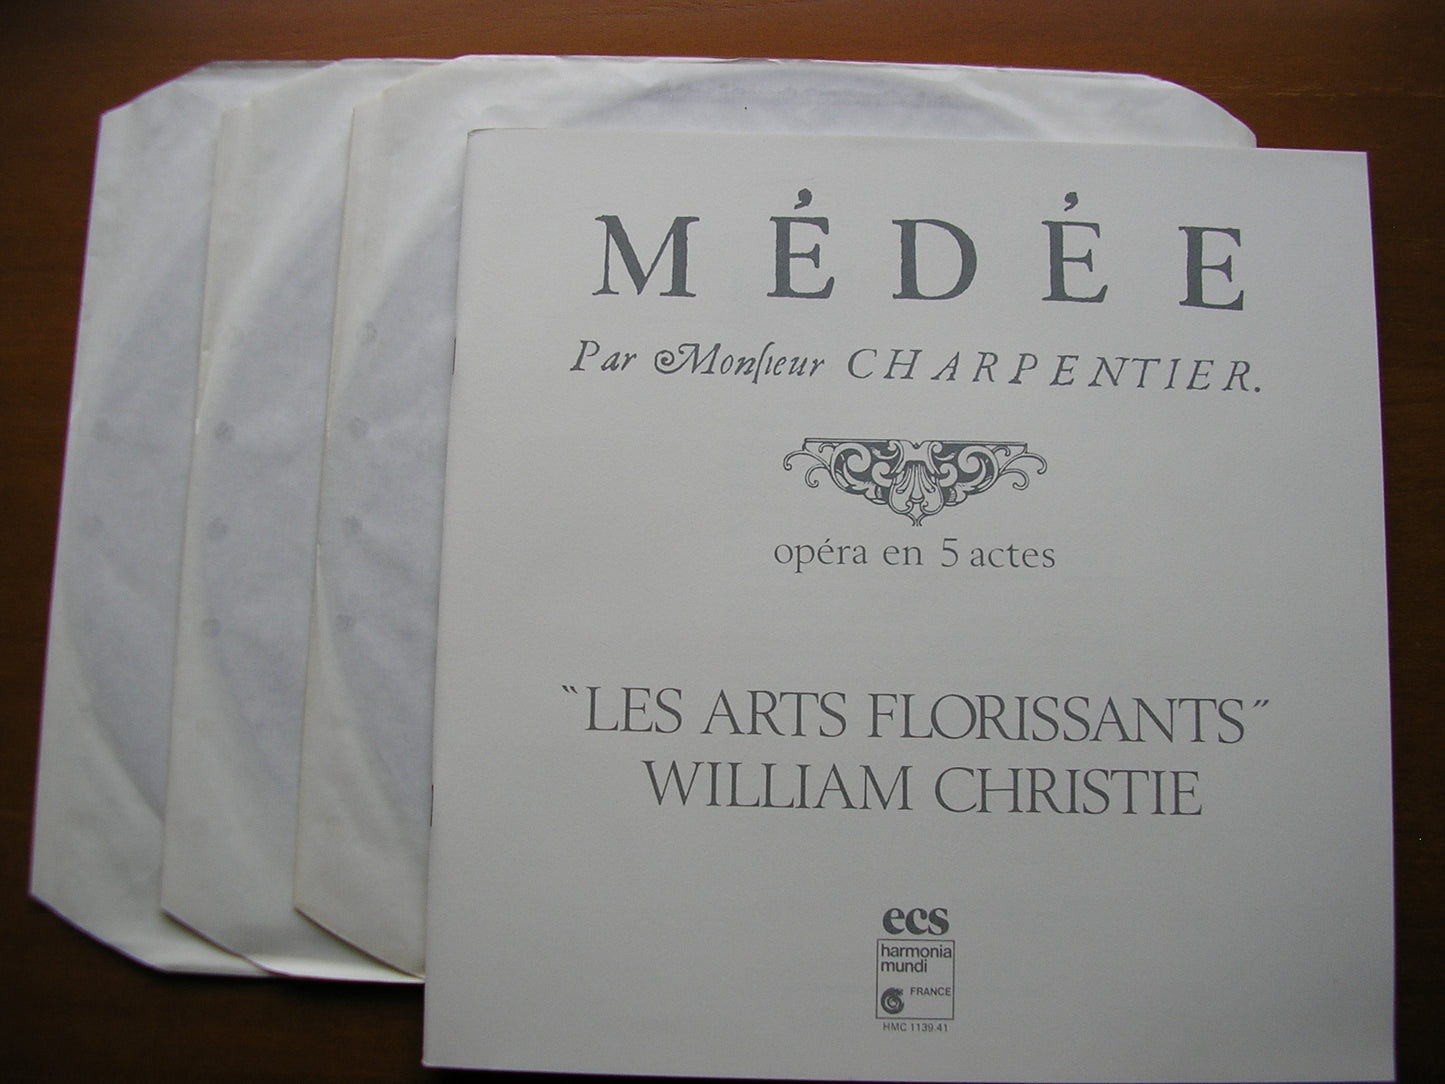 MÉDÉE
Par Monſieur CHARPENTIER.
opéra en 5 actes
"LES ARTS FLORISSANTS"
WILLIAM CHRISTIE
ecs
harmonia
mundi
FRANCE
HMC 1139.41